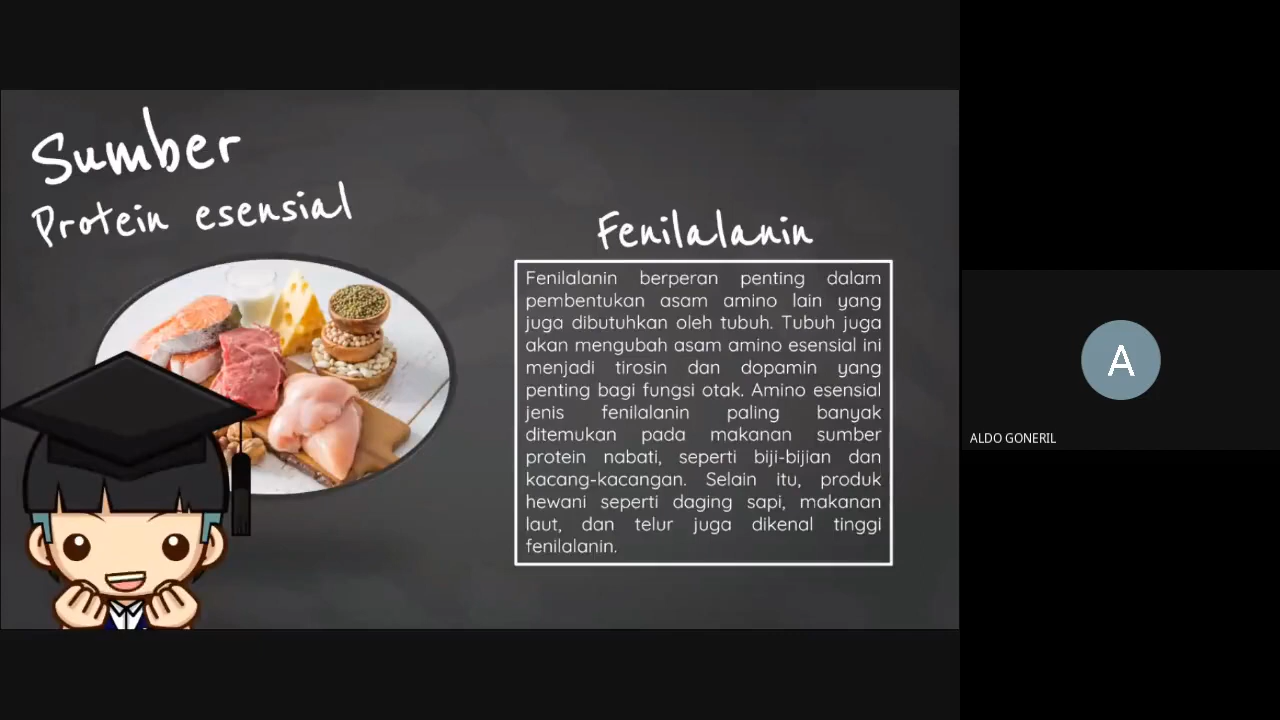 Sumber
Protein esensial
Fenilalanin
Fenilalanin berperan penting dalam
pembentukan asam amino lain yang
juga dibutuhkan oleh tubuh. Tubuh juga
akan mengubah asam amino esensial ini
menjadi tirosin dan dopamin yang
penting bagi fungsi otak. Amino esensial
jenis fenilalanin paling banyak
ditemukan pada makanan sumber
protein nabati, seperti biji-bijian dan
kacang-kacangan. Selain itu, produk
hewani seperti daging sapi, makanan
laut, dan telur juga dikenal tinggi
fenilalanin.
A
ALDO GONERIL